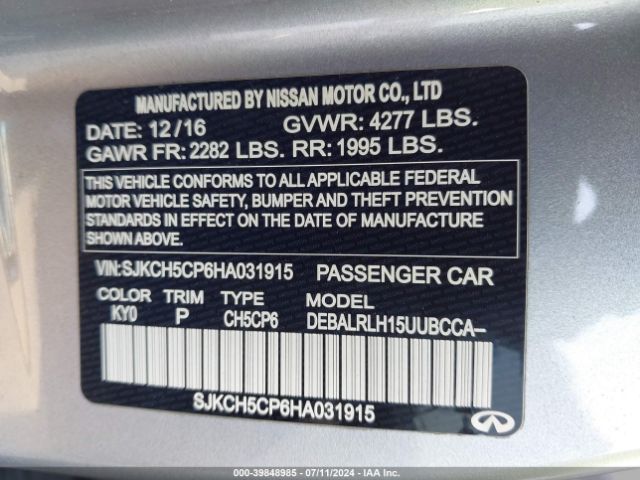 MANUFACTURED BY NISSAN MOTOR CO., LTD
DATE: 12/16 GVWR: 4277 LBS.
GAWR FR: 2282 LBS. RR: 1995 LBS.
THIS VEHICLE CONFORMS TO ALL APPLICABLE FEDERAL
MOTOR VEHICLE SAFETY, BUMPER AND THEFT PREVENTION
STANDARDS IN EFFECT ON THE DATE OF MANUFACTURE
SHOWN ABOVE.
VIN:SJKCH5CP6HA031915 PASSENGER CAR
COLOR TRIM TYPE MODEL
KY0 P CH5CP6 DEBALRLH15UUBCCA-
SJKCH5CP6HA031915
INFINITI
000-39848985 - 07/11/2024 - IAA Inc.